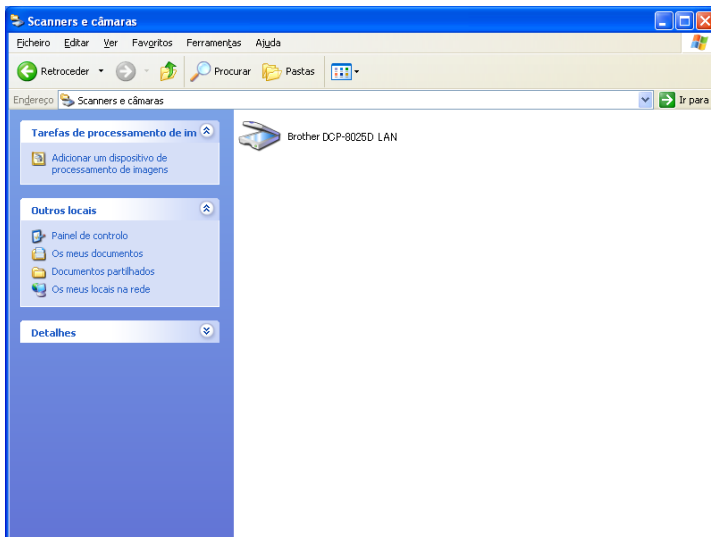 Scanners e câmaras
Ficheiro Editar Ver Favoritos Ferramentas Ajuda
Retroceder Procurar Pastas
Endereço Scanners e câmaras Ir para
Tarefas de processamento de im
Adicionar um dispositivo de
processamento de imagens
Outros locais
Painel de controlo
Os meus documentos
Documentos partilhados
Os meus locais na rede
Detalhes
Brother DCP-8025D LAN